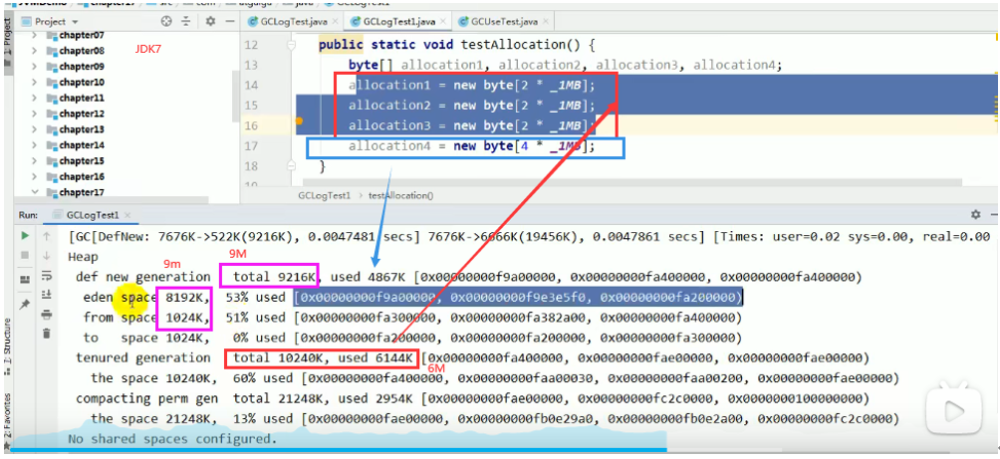 Project
GCLogTest.java
GCLogTest1.java
GCUseTest.java
1: Project
chapter07
chapter08
JDK7
chapter09
chapter10
chapter11
chapter12
chapter13
chapter14
chapter15
chapter16
chapter17
12 public static void testAllocation() {
13 byte[] allocation1, allocation2, allocation3, allocation4;
14 allocation1 = new byte[2 * _1MB];
15 allocation2 = new byte[2 * _1MB];
16 allocation3 = new byte[2 * _1MB];
17 allocation4 = new byte[4 * _1MB];
18 }
GCLogTest1 › testAllocation()
Run: GCLogTest1
[GC[DefNew: 7676K->522K(9216K), 0.0047481 secs] 7676K->6666K(19456K), 0.0047861 secs] [Times: user=0.02 sys=0.00, real=0.00
Heap
9m
9M
def new generation total 9216K, used 4867K [0x00000000f9a00000, 0x00000000fa400000, 0x00000000fa400000)
eden space 8192K, 53% used [0x00000000f9a00000, 0x00000000f9e3e5f0, 0x00000000fa200000)
from space 1024K, 51% used [0x00000000fa300000, 0x00000000fa382a00, 0x00000000fa400000)
to space 1024K, 0% used [0x00000000fa200000, 0x00000000fa200000, 0x00000000fa300000)
tenured generation total 10240K, used 6144K [0x00000000fa400000, 0x00000000fae00000, 0x00000000fae00000)
6M
the space 10240K, 60% used [0x00000000fa400000, 0x00000000faa00030, 0x00000000faa00200, 0x00000000fae00000)
compacting perm gen total 21248K, used 2954K [0x00000000fae00000, 0x00000000fc2c0000, 0x0000000100000000)
the space 21248K, 13% used [0x00000000fae00000, 0x00000000fb0e29a0, 0x00000000fb0e2a00, 0x00000000fc2c0000)
No shared spaces configured.
Z: Structure
2: Favorites